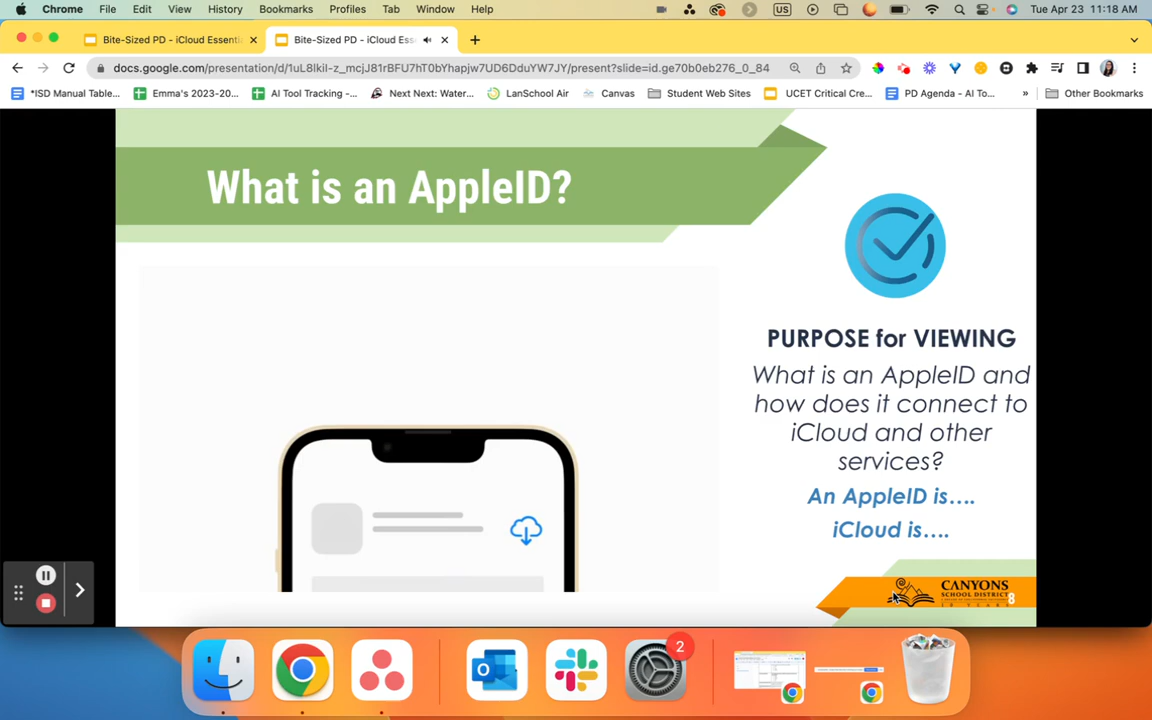 Chrome File Edit View History Bookmarks Profiles Tab Window Help US Tue Apr 23 11:18 AM
Bite-Sized PD - iCloud Essenti Bite-Sized PD - iCloud Ess
docs.google.com/presentation/d/1uL8lkiI-z_mcjJ81rBFU7hT0bYhapjw7UD6DduYW7JY/present?slide=id.ge70b0eb276_0_84
*ISD Manual Table... Emma's 2023-20... AI Tool Tracking -... Next Next: Water... LanSchool Air Canvas Student Web Sites UCET Critical Cre... PD Agenda - AI To... » Other Bookmarks
What is an AppleID?
PURPOSE for VIEWING
What is an AppleID and
how does it connect to
iCloud and other
services?
An AppleID is....
iCloud is....
CANYONS
SCHOOL DISTRICT
8
2